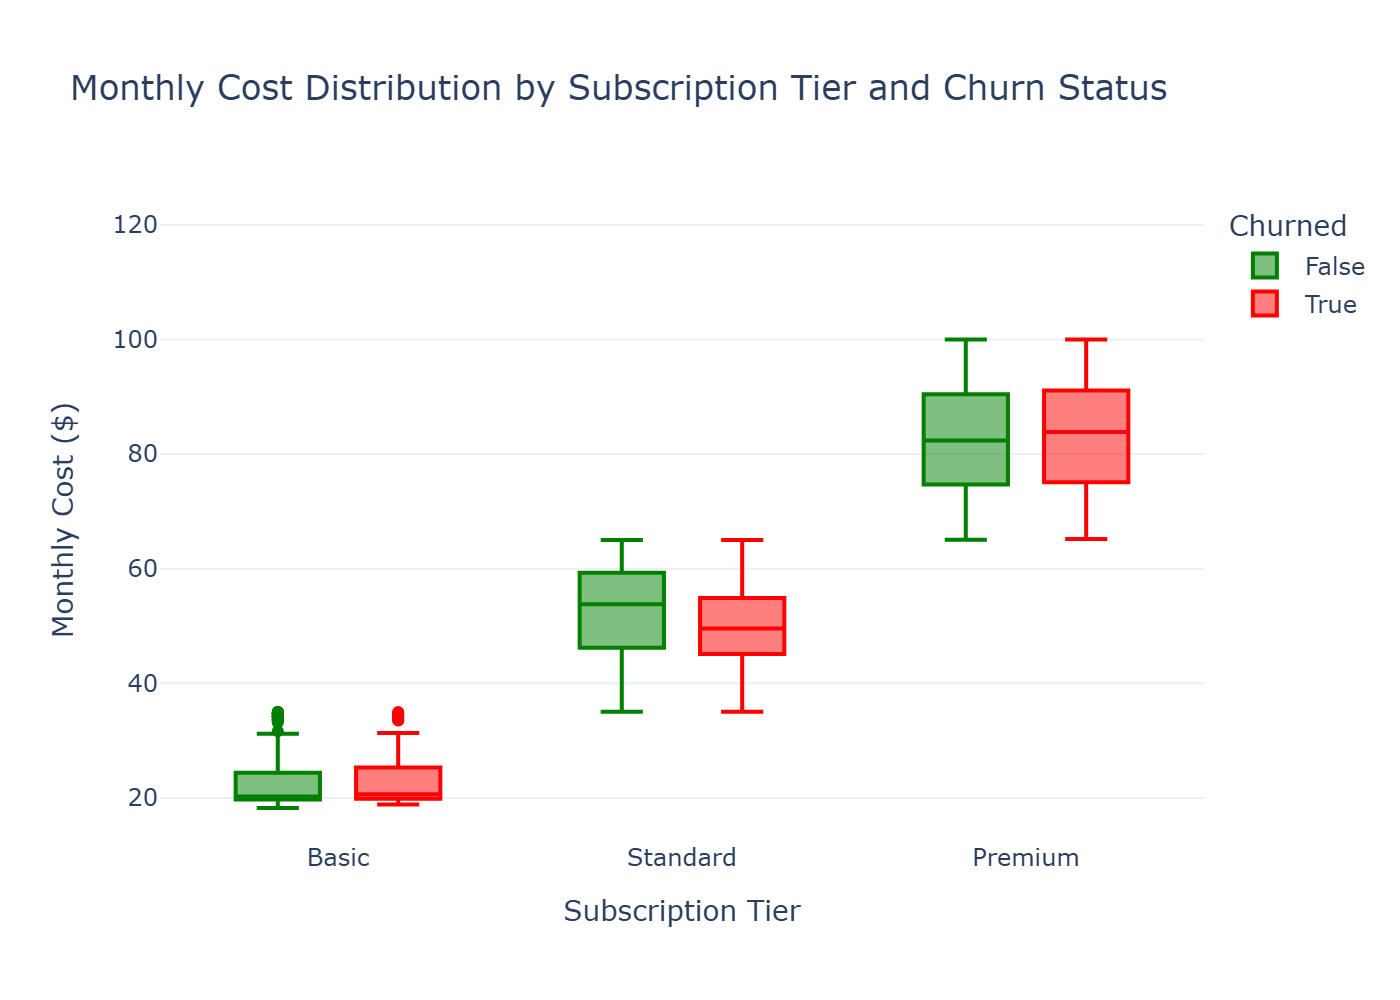 Monthly Cost Distribution by Subscription Tier and Churn Status
120
100
80
60
40
20
Monthly Cost ($)
Basic
Standard
Premium
Subscription Tier
Churned
False
True